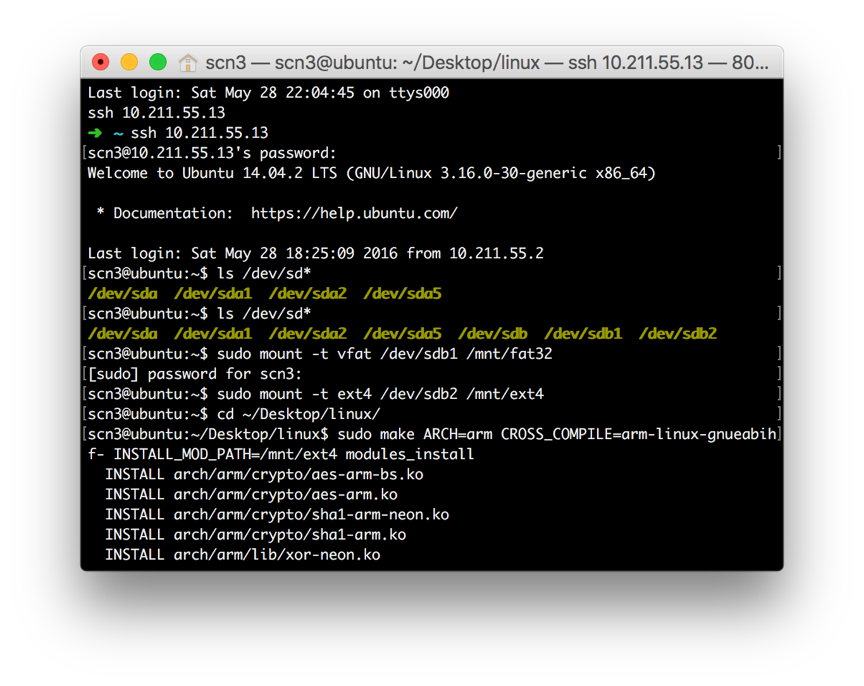 scn3 — scn3@ubuntu: ~/Desktop/linux — ssh 10.211.55.13 — 80...
Last login: Sat May 28 22:04:45 on ttys000
ssh 10.211.55.13
➜ ~ ssh 10.211.55.13
[scn3@10.211.55.13's password: ]
Welcome to Ubuntu 14.04.2 LTS (GNU/Linux 3.16.0-30-generic x86_64)
* Documentation: https://help.ubuntu.com/
Last login: Sat May 28 18:25:09 2016 from 10.211.55.2
[scn3@ubuntu:~$ ls /dev/sd* ]
/dev/sda /dev/sda1 /dev/sda2 /dev/sda5
[scn3@ubuntu:~$ ls /dev/sd* ]
/dev/sda /dev/sda1 /dev/sda2 /dev/sda5 /dev/sdb /dev/sdb1 /dev/sdb2
[scn3@ubuntu:~$ sudo mount -t vfat /dev/sdb1 /mnt/fat32 ]
[[sudo] password for scn3: ]
[scn3@ubuntu:~$ sudo mount -t ext4 /dev/sdb2 /mnt/ext4 ]
[scn3@ubuntu:~$ cd ~/Desktop/linux/ ]
[scn3@ubuntu:~/Desktop/linux$ sudo make ARCH=arm CROSS_COMPILE=arm-linux-gnueabih]
f- INSTALL_MOD_PATH=/mnt/ext4 modules_install
INSTALL arch/arm/crypto/aes-arm-bs.ko
INSTALL arch/arm/crypto/aes-arm.ko
INSTALL arch/arm/crypto/sha1-arm-neon.ko
INSTALL arch/arm/crypto/sha1-arm.ko
INSTALL arch/arm/lib/xor-neon.ko